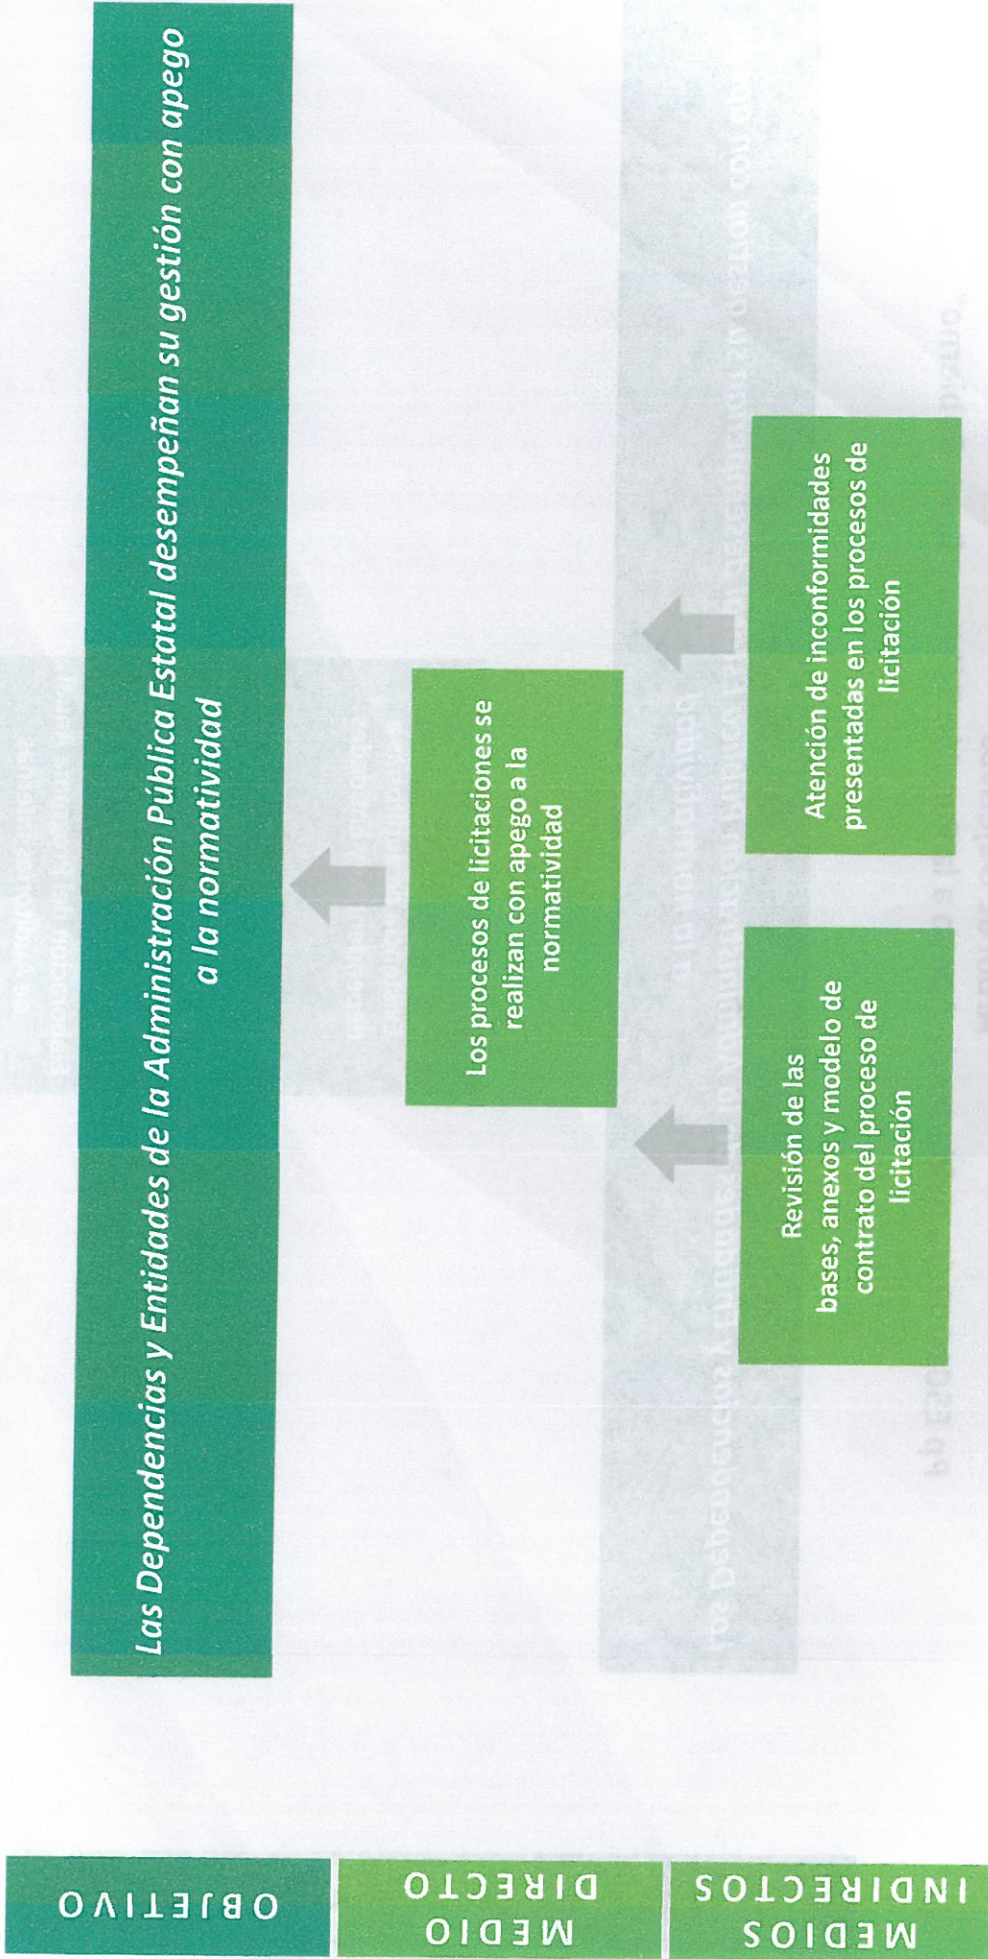 OBJETIVO
Las Dependencias y Entidades de la Administración Pública Estatal desempeñan su gestión con apego
a la normatividad
MEDIO
DIRECTO
Los procesos de licitaciones se
realizan con apego a la
normatividad
MEDIOS
INDIRECTOS
Revisión de las
bases, anexos y modelo de
contrato del proceso de
licitación
Atención de inconformidades
presentadas en los procesos de
licitación